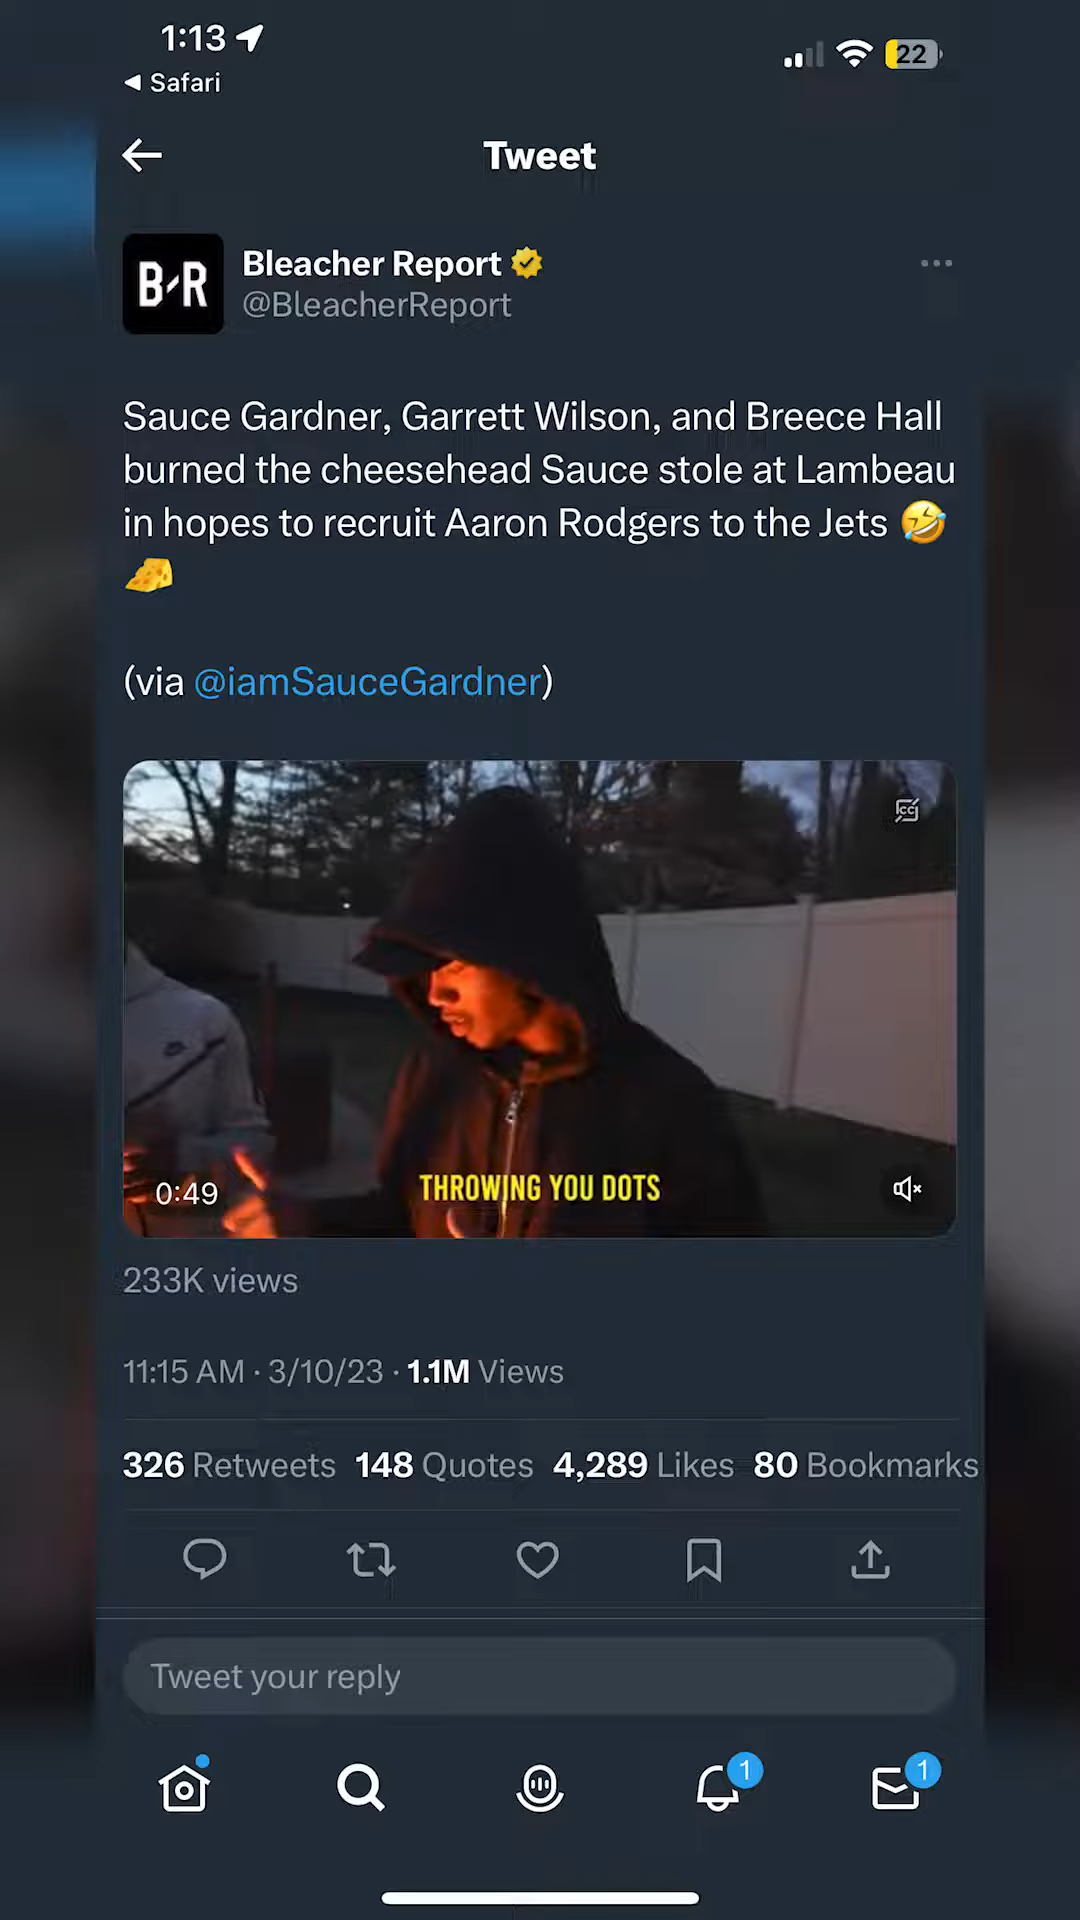 1:13
22
Safari
Tweet
B/R
Bleacher Report
@BleacherReport
Sauce Gardner, Garrett Wilson, and Breece Hall
burned the cheesehead Sauce stole at Lambeau
in hopes to recruit Aaron Rodgers to the Jets 🤣
🧀
(via @iamSauceGardner)
CC
THROWING YOU DOTS
0:49
233K views
11:15 AM · 3/10/23 · 1.1M Views
326 Retweets 148 Quotes 4,289 Likes 80 Bookmarks
Tweet your reply
1
1